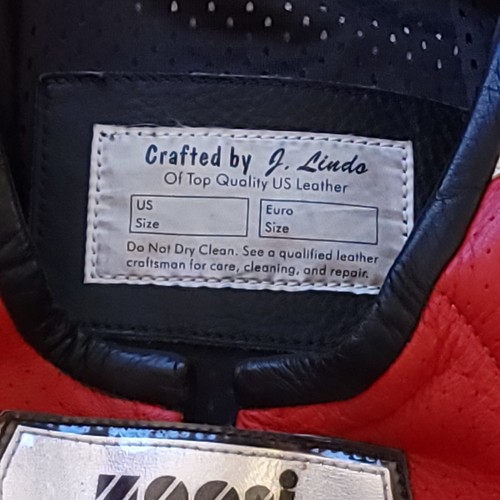 Crafted by J. Lindo
Of Top Quality US Leather
US
Size
Euro
Size
Do Not Dry Clean. See a qualified leather
craftsman for care, cleaning, and repair.